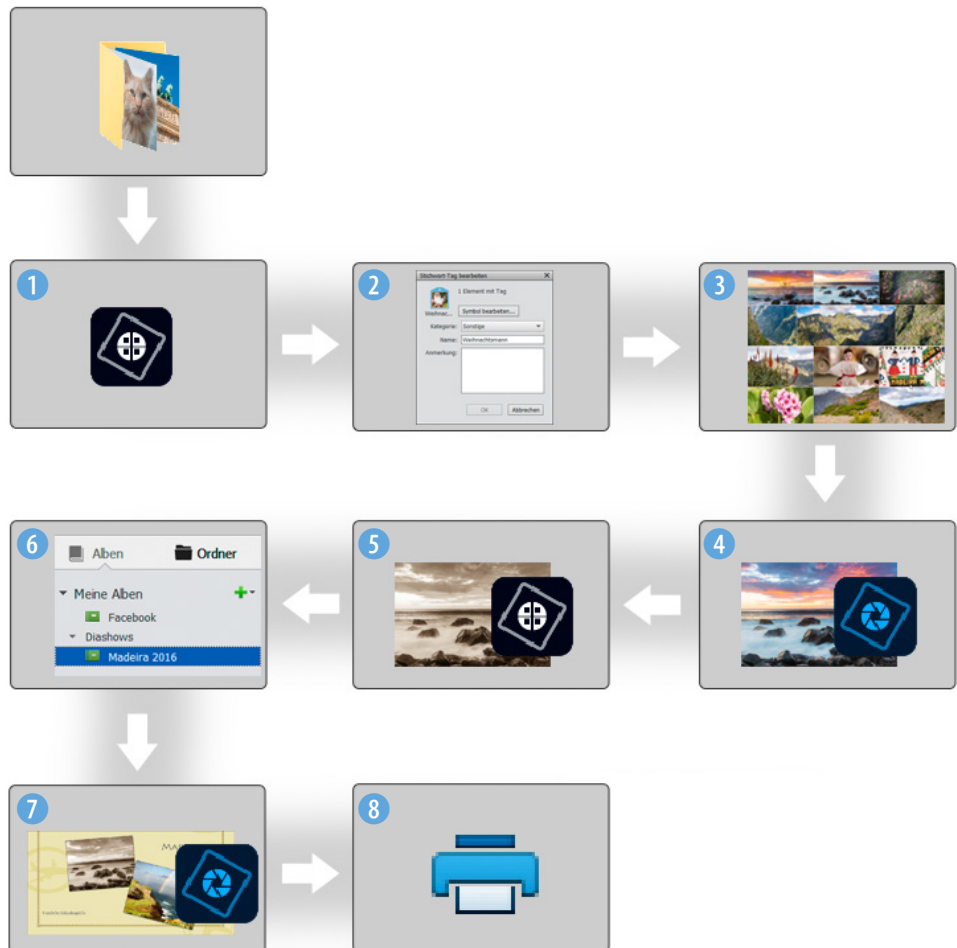 1
2
Stichwort-Tag bearbeiten
1 Element mit Tag
Weihnac...
Symbol bearbeiten...
Kategorie: Sonstige
Name: Weihnachtsmann
Anmerkung:
OK Abbrechen
3
6
Alben Ordner
Meine Alben
Facebook
Diashows
Madeira 2016
5
4
7
8